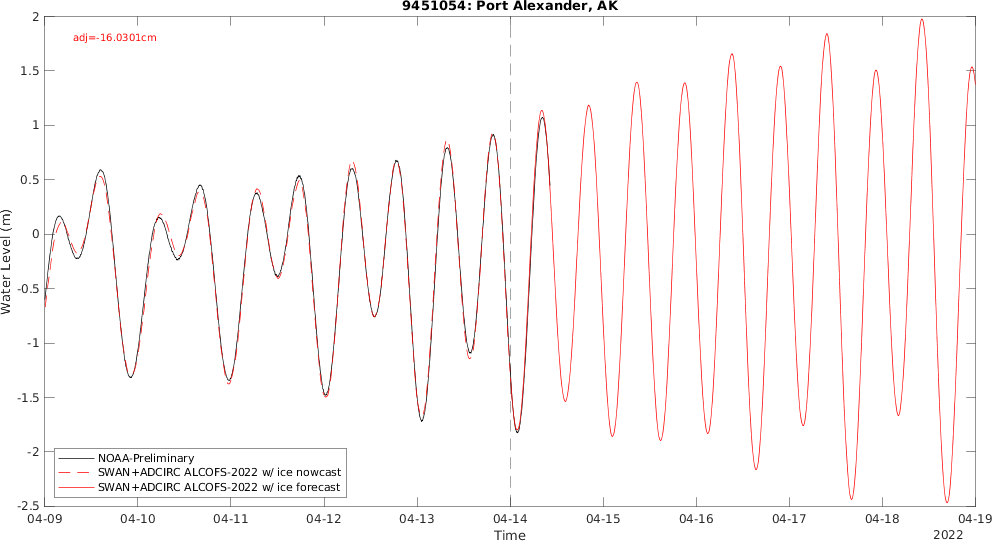 9451054: Port Alexander, AK
adj=-16.0301cm
2
1.5
1
0.5
0
-0.5
-1
-1.5
-2
-2.5
Water Level (m)
NOAA-Preliminary
SWAN+ADCIRC ALCOFS-2022 w/ ice nowcast
SWAN+ADCIRC ALCOFS-2022 w/ ice forecast
04-09 04-10 04-11 04-12 04-13 04-14 04-15 04-16 04-17 04-18 04-19
Time
2022